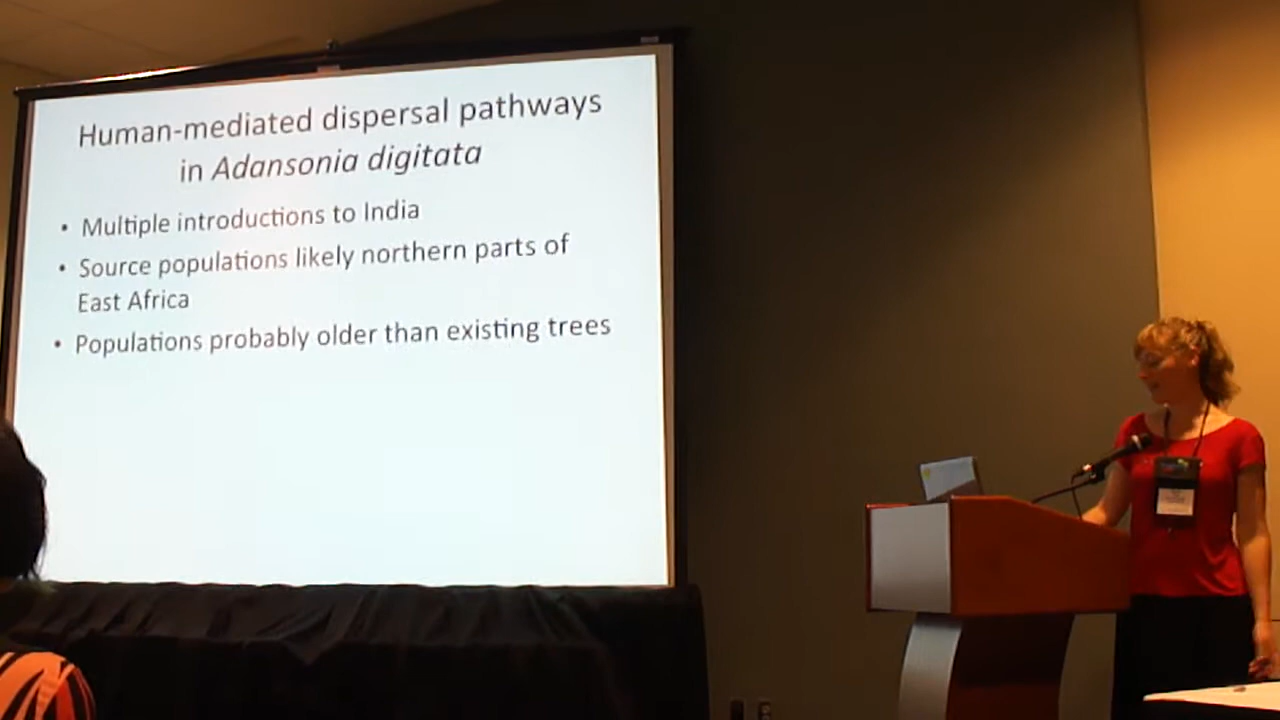 Human-mediated dispersal pathways
in Adansonia digitata
• Multiple introductions to India
• Source populations likely northern parts of
East Africa
• Populations probably older than existing trees